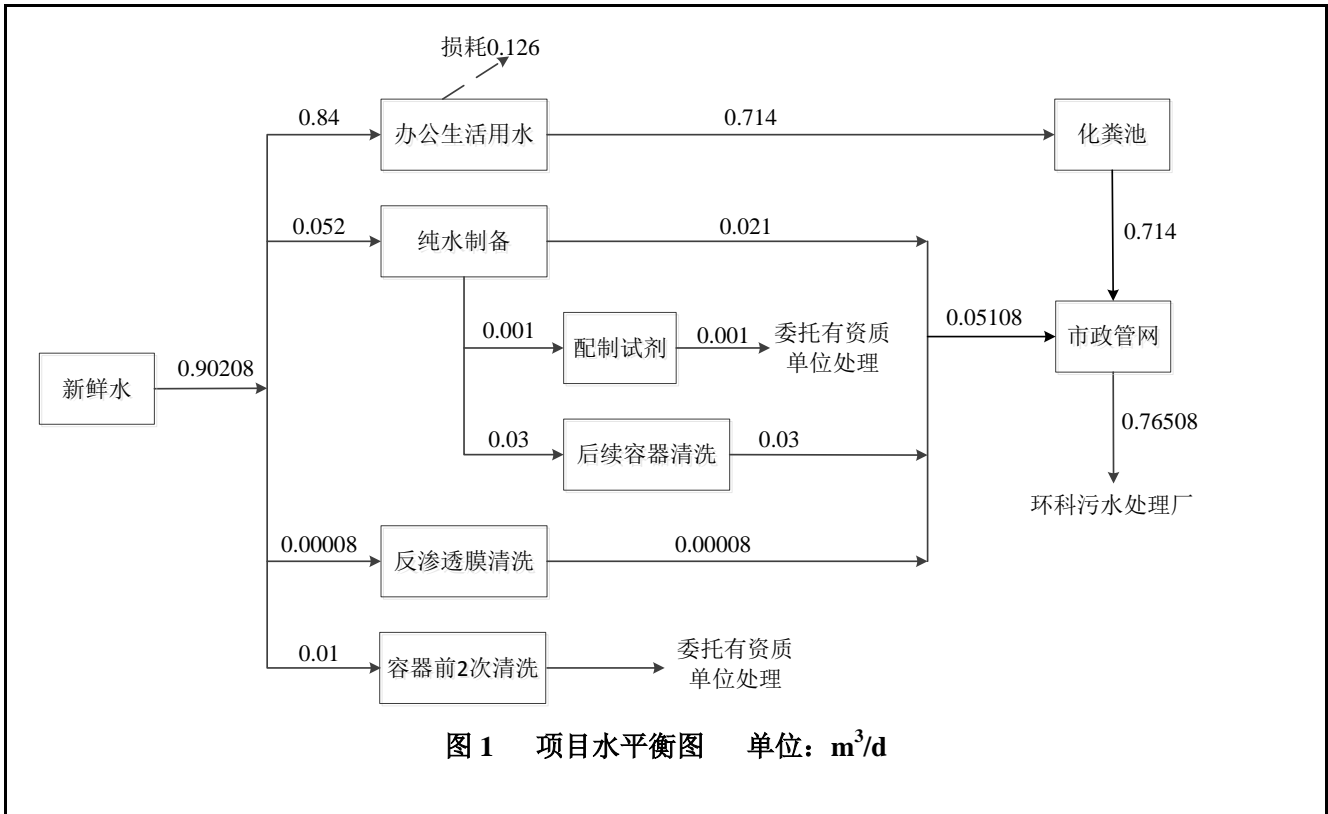 损耗0.126
0.84
办公生活用水
0.714
化粪池
0.052
纯水制备
0.021
0.714
0.001
配制试剂
0.001
委托有资质
单位处理
0.05108
市政管网
新鲜水
0.90208
0.03
后续容器清洗
0.03
0.76508
环科污水处理厂
0.00008
反渗透膜清洗
0.00008
0.01
容器前2次清洗
委托有资质
单位处理
图 1 项目水平衡图 单位：m³/d